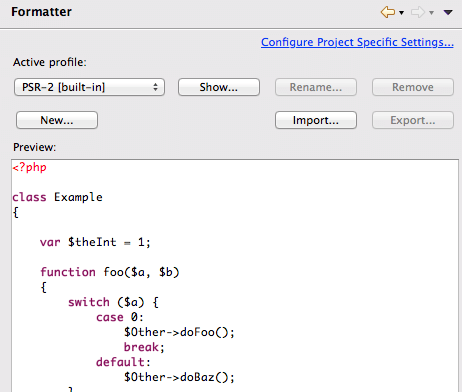 Formatter
Configure Project Specific Settings...
Active profile:
PSR-2 [built-in] Show... Rename... Remove
New... Import... Export...
Preview:
<?php
class Example
{
var $theInt = 1;
function foo($a, $b)
{
switch ($a) {
case 0:
$Other->doFoo();
break;
default:
$Other->doBaz();
}